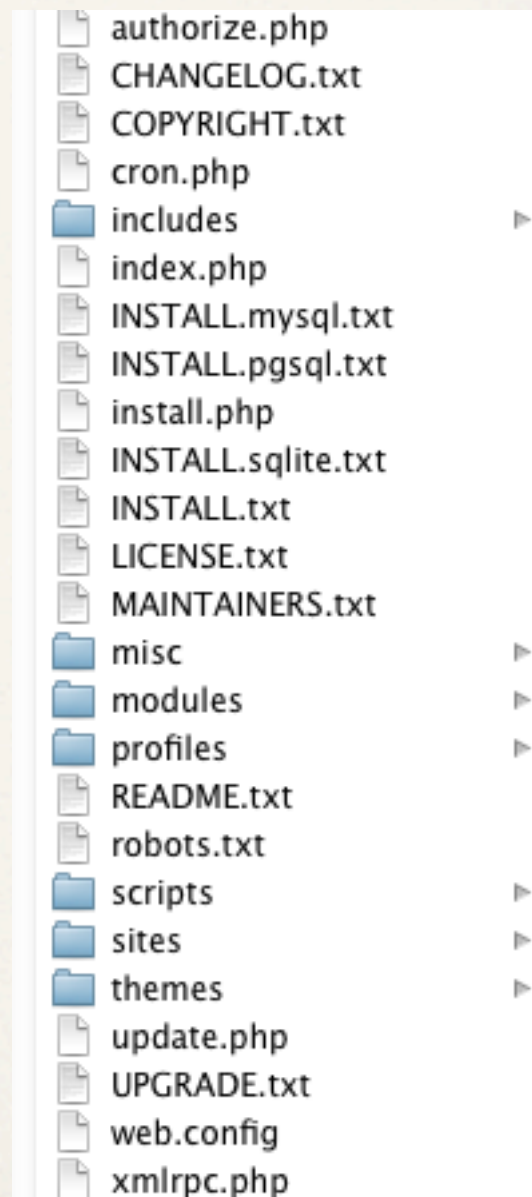 authorize.php
CHANGELOG.txt
COPYRIGHT.txt
cron.php
includes
index.php
INSTALL.mysql.txt
INSTALL.pgsql.txt
install.php
INSTALL.sqlite.txt
INSTALL.txt
LICENSE.txt
MAINTAINERS.txt
misc
modules
profiles
README.txt
robots.txt
scripts
sites
themes
update.php
UPGRADE.txt
web.config
xmlrpc.php